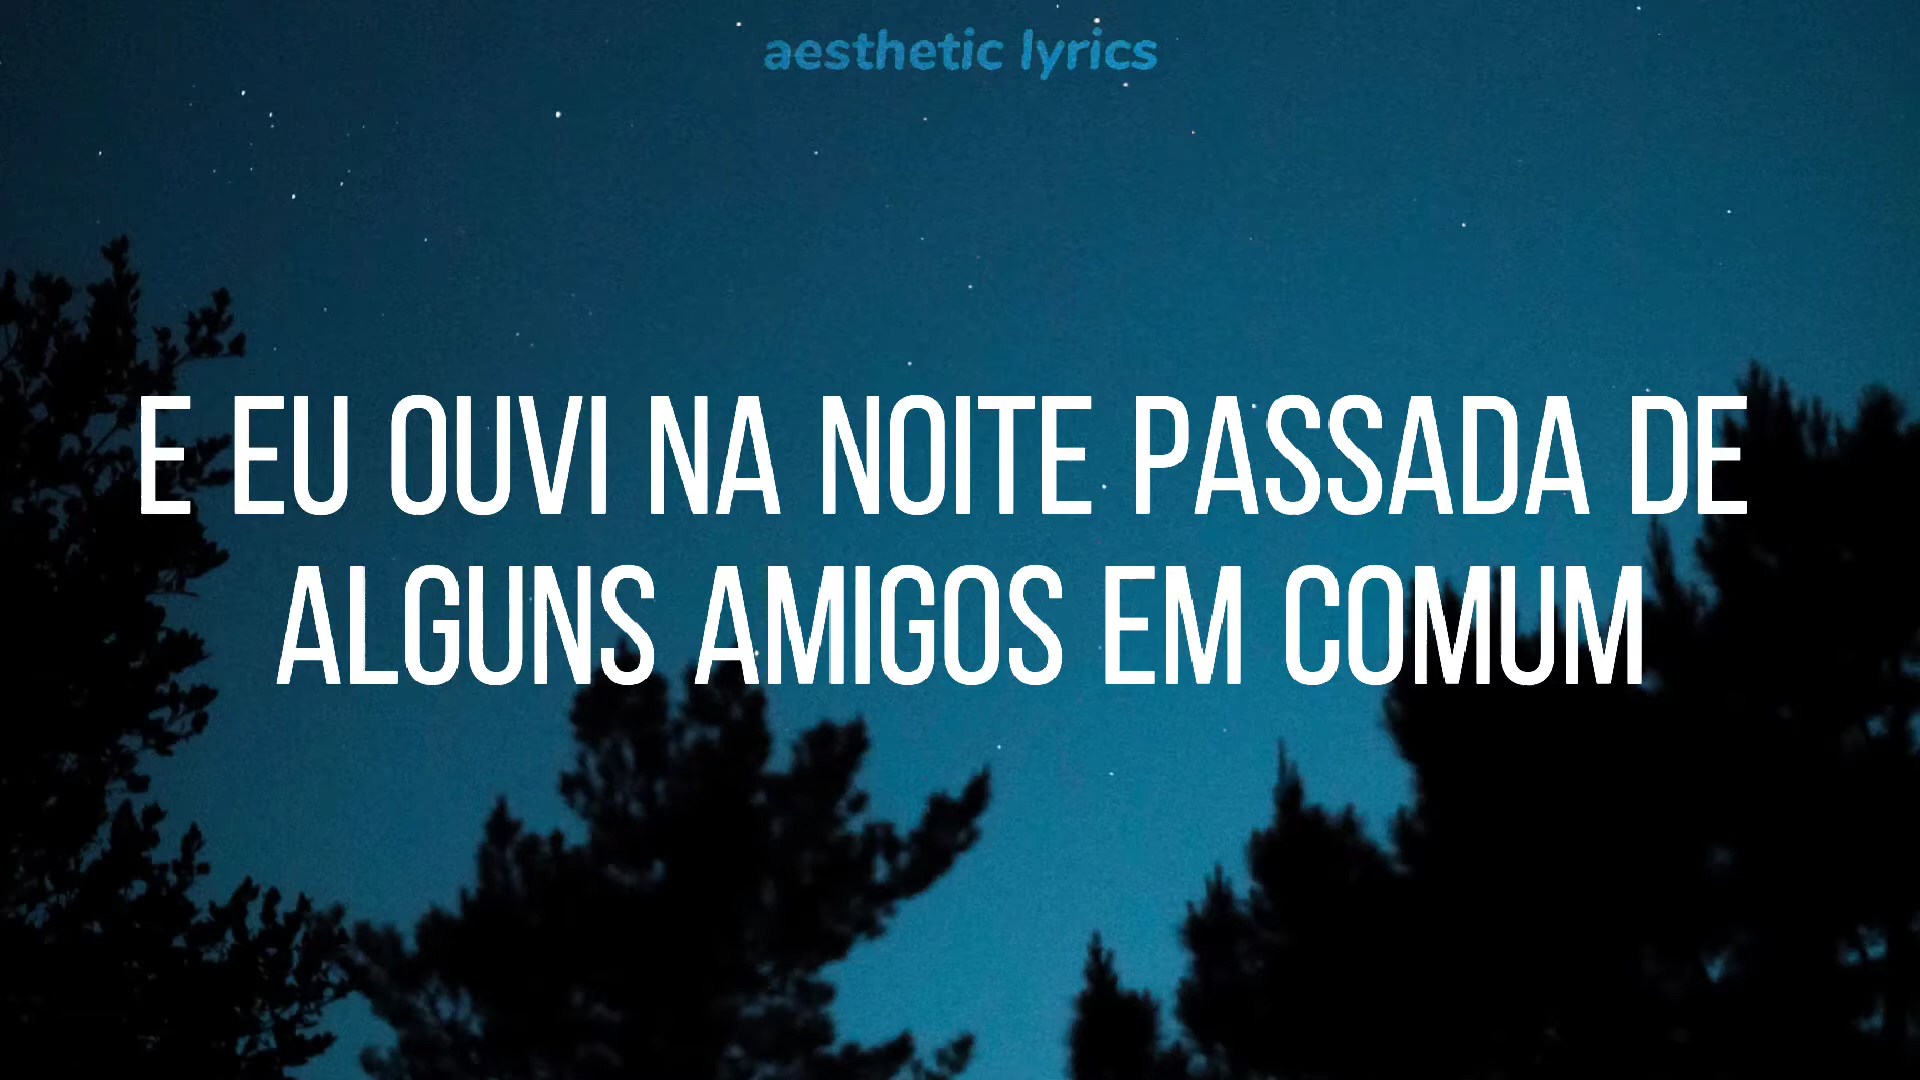 aesthetic lyrics
E EU OUVI NA NOITE PASSADA DE
ALGUNS AMIGOS EM COMUM